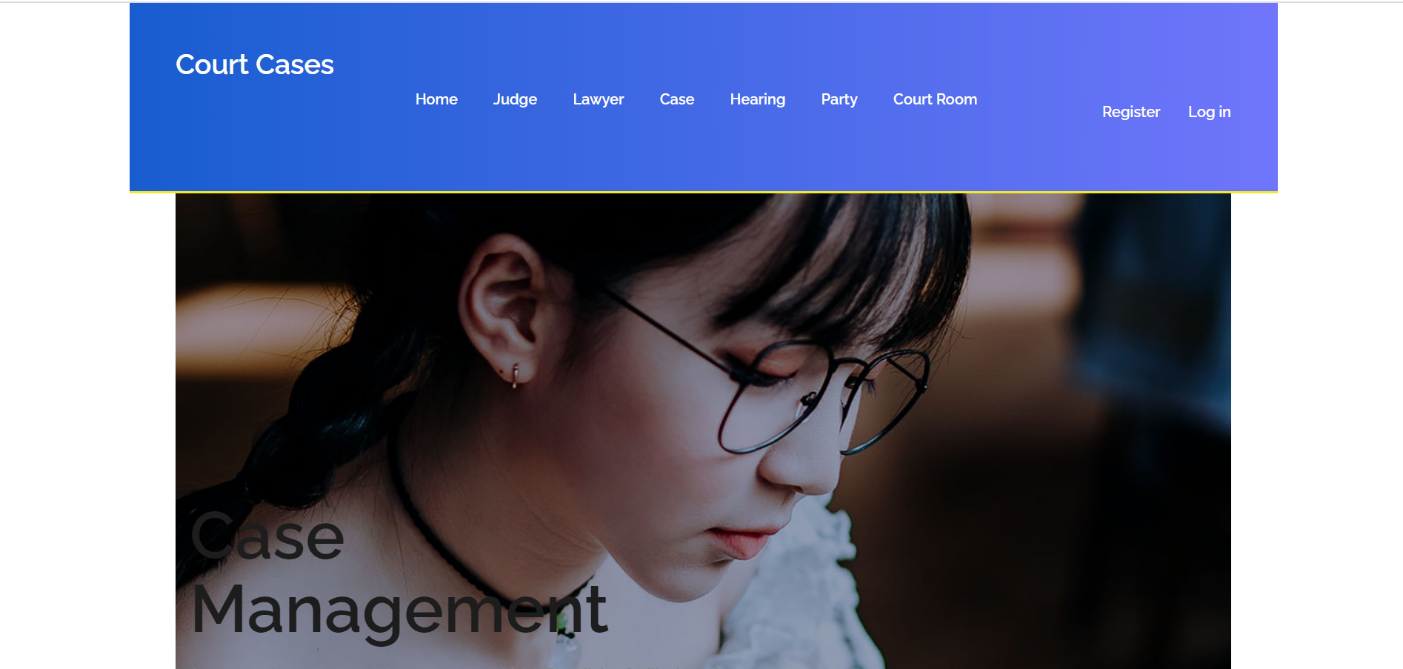 Court Cases
Home Judge Lawyer Case Hearing Party Court Room
Register Log in
Case
Management